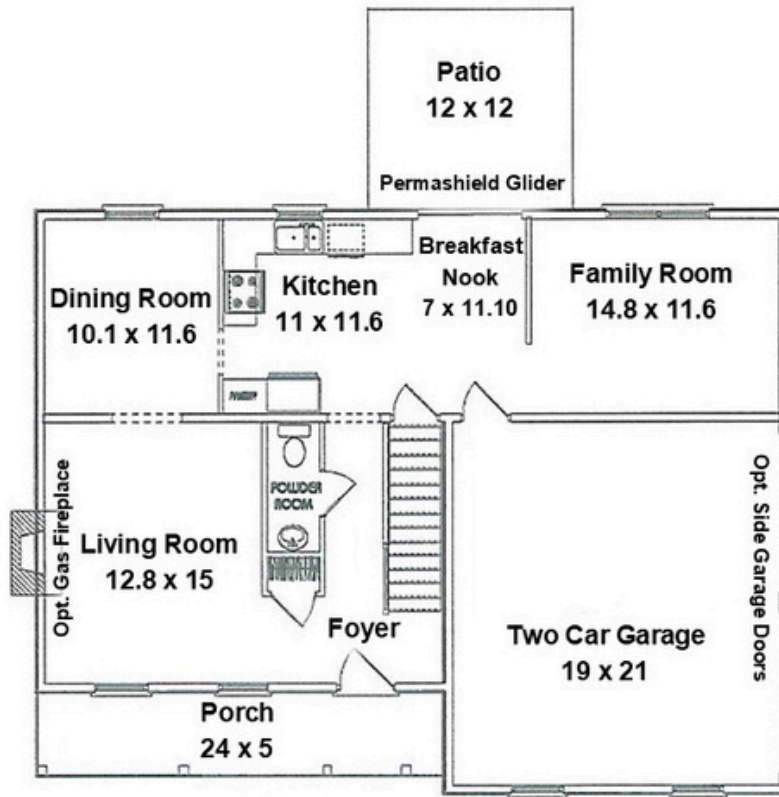 Patio
12 x 12
Permashield Glider
Dining Room
10.1 x 11.6
Kitchen
11 x 11.6
Breakfast
Nook
7 x 11.10
Family Room
14.8 x 11.6
POWDER
ROOM
Opt. Gas Fireplace
Living Room
12.8 x 15
Foyer
Two Car Garage
19 x 21
Opt. Side Garage Doors
Porch
24 x 5